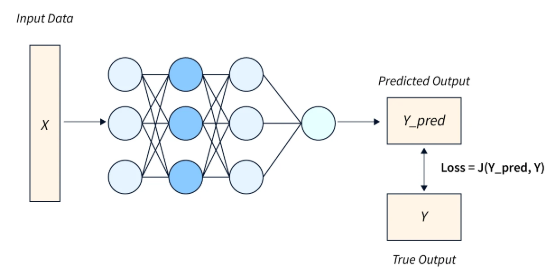 Input Data
X
Predicted Output
Y_pred
Loss = J(Y_pred, Y)
Y
True Output